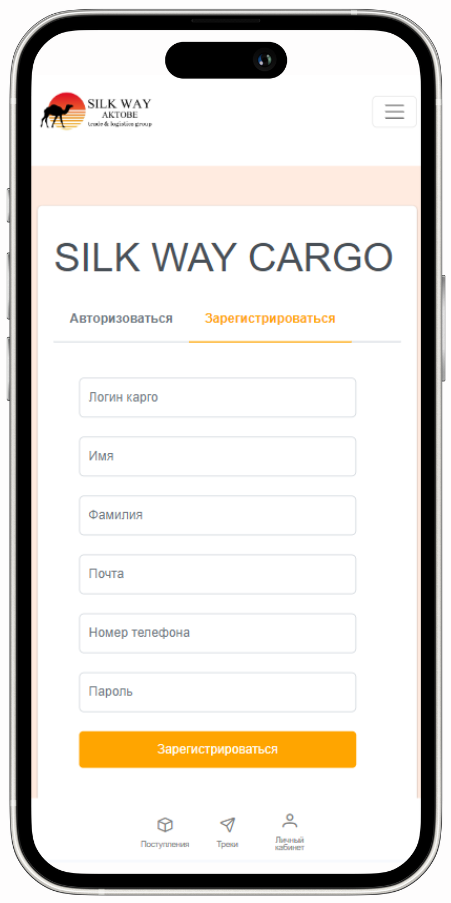 SILK WAY
AKTOBE
trade & logistics group
SILK WAY CARGO
Авторизоваться Зарегистрироваться
Логин карго
Имя
Фамилия
Почта
Номер телефона
Пароль
Зарегистрироваться
Поступления Треки Личный
кабинет